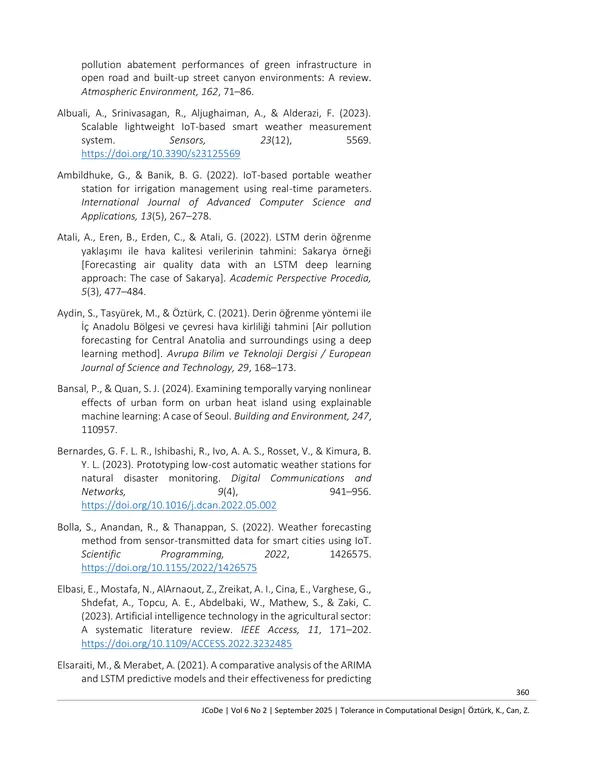 pollution abatement performances of green infrastructure in
open road and built-up street canyon environments: A review.
Atmospheric Environment, 162, 71–86.
Albuali, A., Srinivasagan, R., Aljughaiman, A., & Alderazi, F. (2023).
Scalable lightweight IoT-based smart weather measurement
system. Sensors, 23(12), 5569.
https://doi.org/10.3390/s23125569
Ambildhuke, G., & Banik, B. G. (2022). IoT-based portable weather
station for irrigation management using real-time parameters.
International Journal of Advanced Computer Science and
Applications, 13(5), 267–278.
Atali, A., Eren, B., Erden, C., & Atali, G. (2022). LSTM derin öğrenme
yaklaşımı ile hava kalitesi verilerinin tahmini: Sakarya örneği
[Forecasting air quality data with an LSTM deep learning
approach: The case of Sakarya]. Academic Perspective Procedia,
5(3), 477–484.
Aydin, S., Tasyürek, M., & Öztürk, C. (2021). Derin öğrenme yöntemi ile
İç Anadolu Bölgesi ve çevresi hava kirliliği tahmini [Air pollution
forecasting for Central Anatolia and surroundings using a deep
learning method]. Avrupa Bilim ve Teknoloji Dergisi / European
Journal of Science and Technology, 29, 168–173.
Bansal, P., & Quan, S. J. (2024). Examining temporally varying nonlinear
effects of urban form on urban heat island using explainable
machine learning: A case of Seoul. Building and Environment, 247,
110957.
Bernardes, G. F. L. R., Ishibashi, R., Ivo, A. A. S., Rosset, V., & Kimura, B.
Y. L. (2023). Prototyping low-cost automatic weather stations for
natural disaster monitoring. Digital Communications and
Networks, 9(4), 941–956.
https://doi.org/10.1016/j.dcan.2022.05.002
Bolla, S., Anandan, R., & Thanappan, S. (2022). Weather forecasting
method from sensor-transmitted data for smart cities using IoT.
Scientific Programming, 2022, 1426575.
https://doi.org/10.1155/2022/1426575
Elbasi, E., Mostafa, N., AlArnaout, Z., Zreikat, A. I., Cina, E., Varghese, G.,
Shdefat, A., Topcu, A. E., Abdelbaki, W., Mathew, S., & Zaki, C.
(2023). Artificial intelligence technology in the agricultural sector:
A systematic literature review. IEEE Access, 11, 171–202.
https://doi.org/10.1109/ACCESS.2022.3232485
Elsaraiti, M., & Merabet, A. (2021). A comparative analysis of the ARIMA
and LSTM predictive models and their effectiveness for predicting
360
JCoDe | Vol 6 No 2 | September 2025 | Tolerance in Computational Design| Öztürk, K., Can, Z.